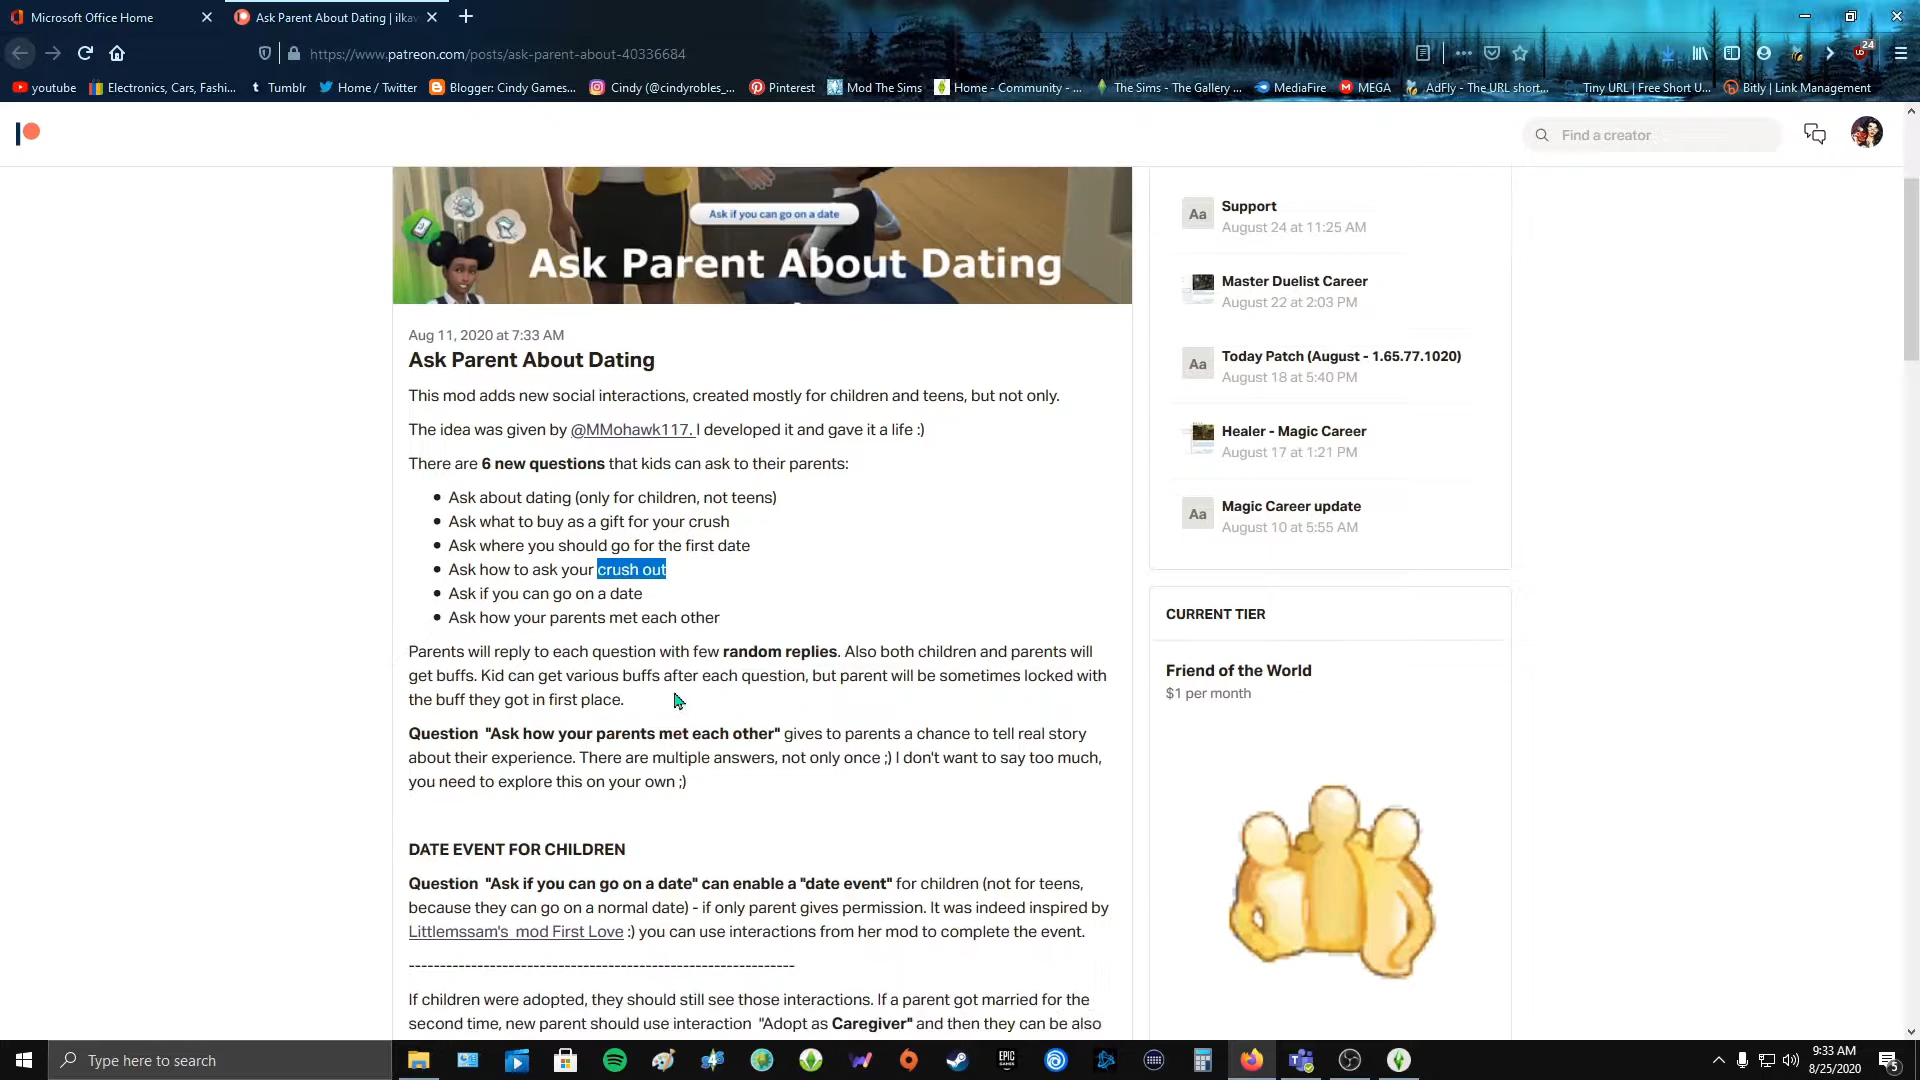 Microsoft Office Home
Ask Parent About Dating | ilkav
https://www.patreon.com/posts/ask-parent-about-40336684
24
youtube
Electronics, Cars, Fashi...
Tumblr
Home / Twitter
Blogger: Cindy Games...
Cindy (@cindyrobles_...
Pinterest
Mod The Sims
Home - Community - ...
The Sims - The Gallery ...
MediaFire
MEGA
AdFly - The URL short...
Tiny URL | Free Short U...
Bitly | Link Management
Find a creator
Ask if you can go on a date
Ask Parent About Dating
Aug 11, 2020 at 7:33 AM
Ask Parent About Dating
This mod adds new social interactions, created mostly for children and teens, but not only.
The idea was given by @MMohawk117. I developed it and gave it a life :)
There are 6 new questions that kids can ask to their parents:
• Ask about dating (only for children, not teens)
• Ask what to buy as a gift for your crush
• Ask where you should go for the first date
• Ask how to ask your crush out
• Ask if you can go on a date
• Ask how your parents met each other
Parents will reply to each question with few random replies. Also both children and parents will
get buffs. Kid can get various buffs after each question, but parent will be sometimes locked with
the buff they got in first place.
Question "Ask how your parents met each other" gives to parents a chance to tell real story
about their experience. There are multiple answers, not only once ;) I don't want to say too much,
you need to explore this on your own ;)
DATE EVENT FOR CHILDREN
Question "Ask if you can go on a date" can enable a "date event" for children (not for teens,
because they can go on a normal date) - if only parent gives permission. It was indeed inspired by
Littlemssam's mod First Love :) you can use interactions from her mod to complete the event.
--------------------------------------------------------------
If children were adopted, they should still see those interactions. If a parent got married for the
second time, new parent should use interaction "Adopt as Caregiver" and then they can be also
Aa
Support
August 24 at 11:25 AM
Master Duelist Career
August 22 at 2:03 PM
Aa
Today Patch (August - 1.65.77.1020)
August 18 at 5:40 PM
Healer - Magic Career
August 17 at 1:21 PM
Aa
Magic Career update
August 10 at 5:55 AM
CURRENT TIER
Friend of the World
$1 per month
Type here to search
EPIC
GAMES
9:33 AM
8/25/2020
5